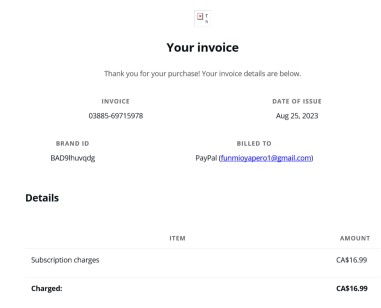 Your invoice
Thank you for your purchase! Your invoice details are below.
INVOICE DATE OF ISSUE
03885-69715978 Aug 25, 2023
BRAND ID BILLED TO
BAD9lhuvqdg PayPal (funmioyapero1@gmail.com)
Details
ITEM AMOUNT
Subscription charges CA$16.99
Charged: CA$16.99